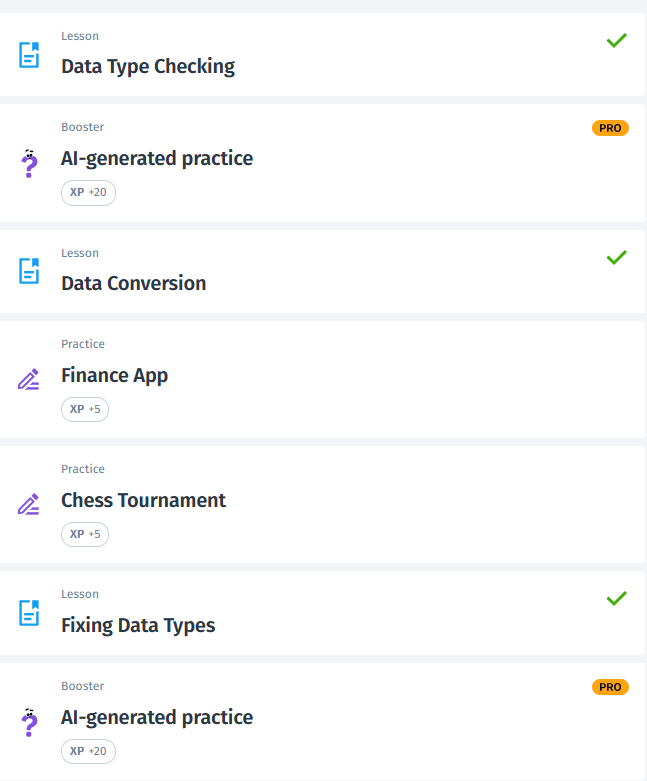 Lesson
Data Type Checking
Booster
PRO
AI-generated practice
XP +20
Lesson
Data Conversion
Practice
Finance App
XP +5
Practice
Chess Tournament
XP +5
Lesson
Fixing Data Types
Booster
PRO
AI-generated practice
XP +20